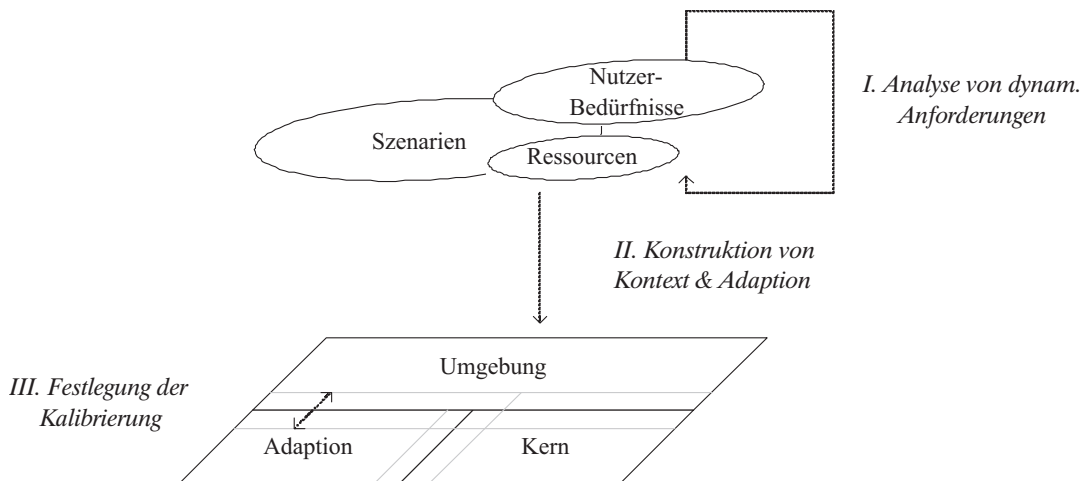 Nutzer-
Bedürfnisse
Szenarien
Ressourcen
I. Analyse von dynam.
Anforderungen
II. Konstruktion von
Kontext & Adaption
Umgebung
III. Festlegung der
Kalibrierung
Adaption
Kern